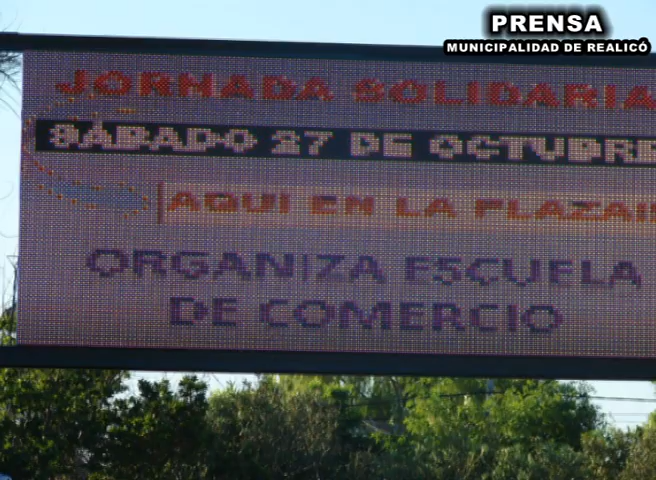 PRENSA
MUNICIPALIDAD DE REALICÓ
JORNADA SOLIDARIA
SÁBADO 27 DE OCTUBRE
AQUI EN LA PLAZA
ORGANIZA ESCUELA
DE COMERCIO